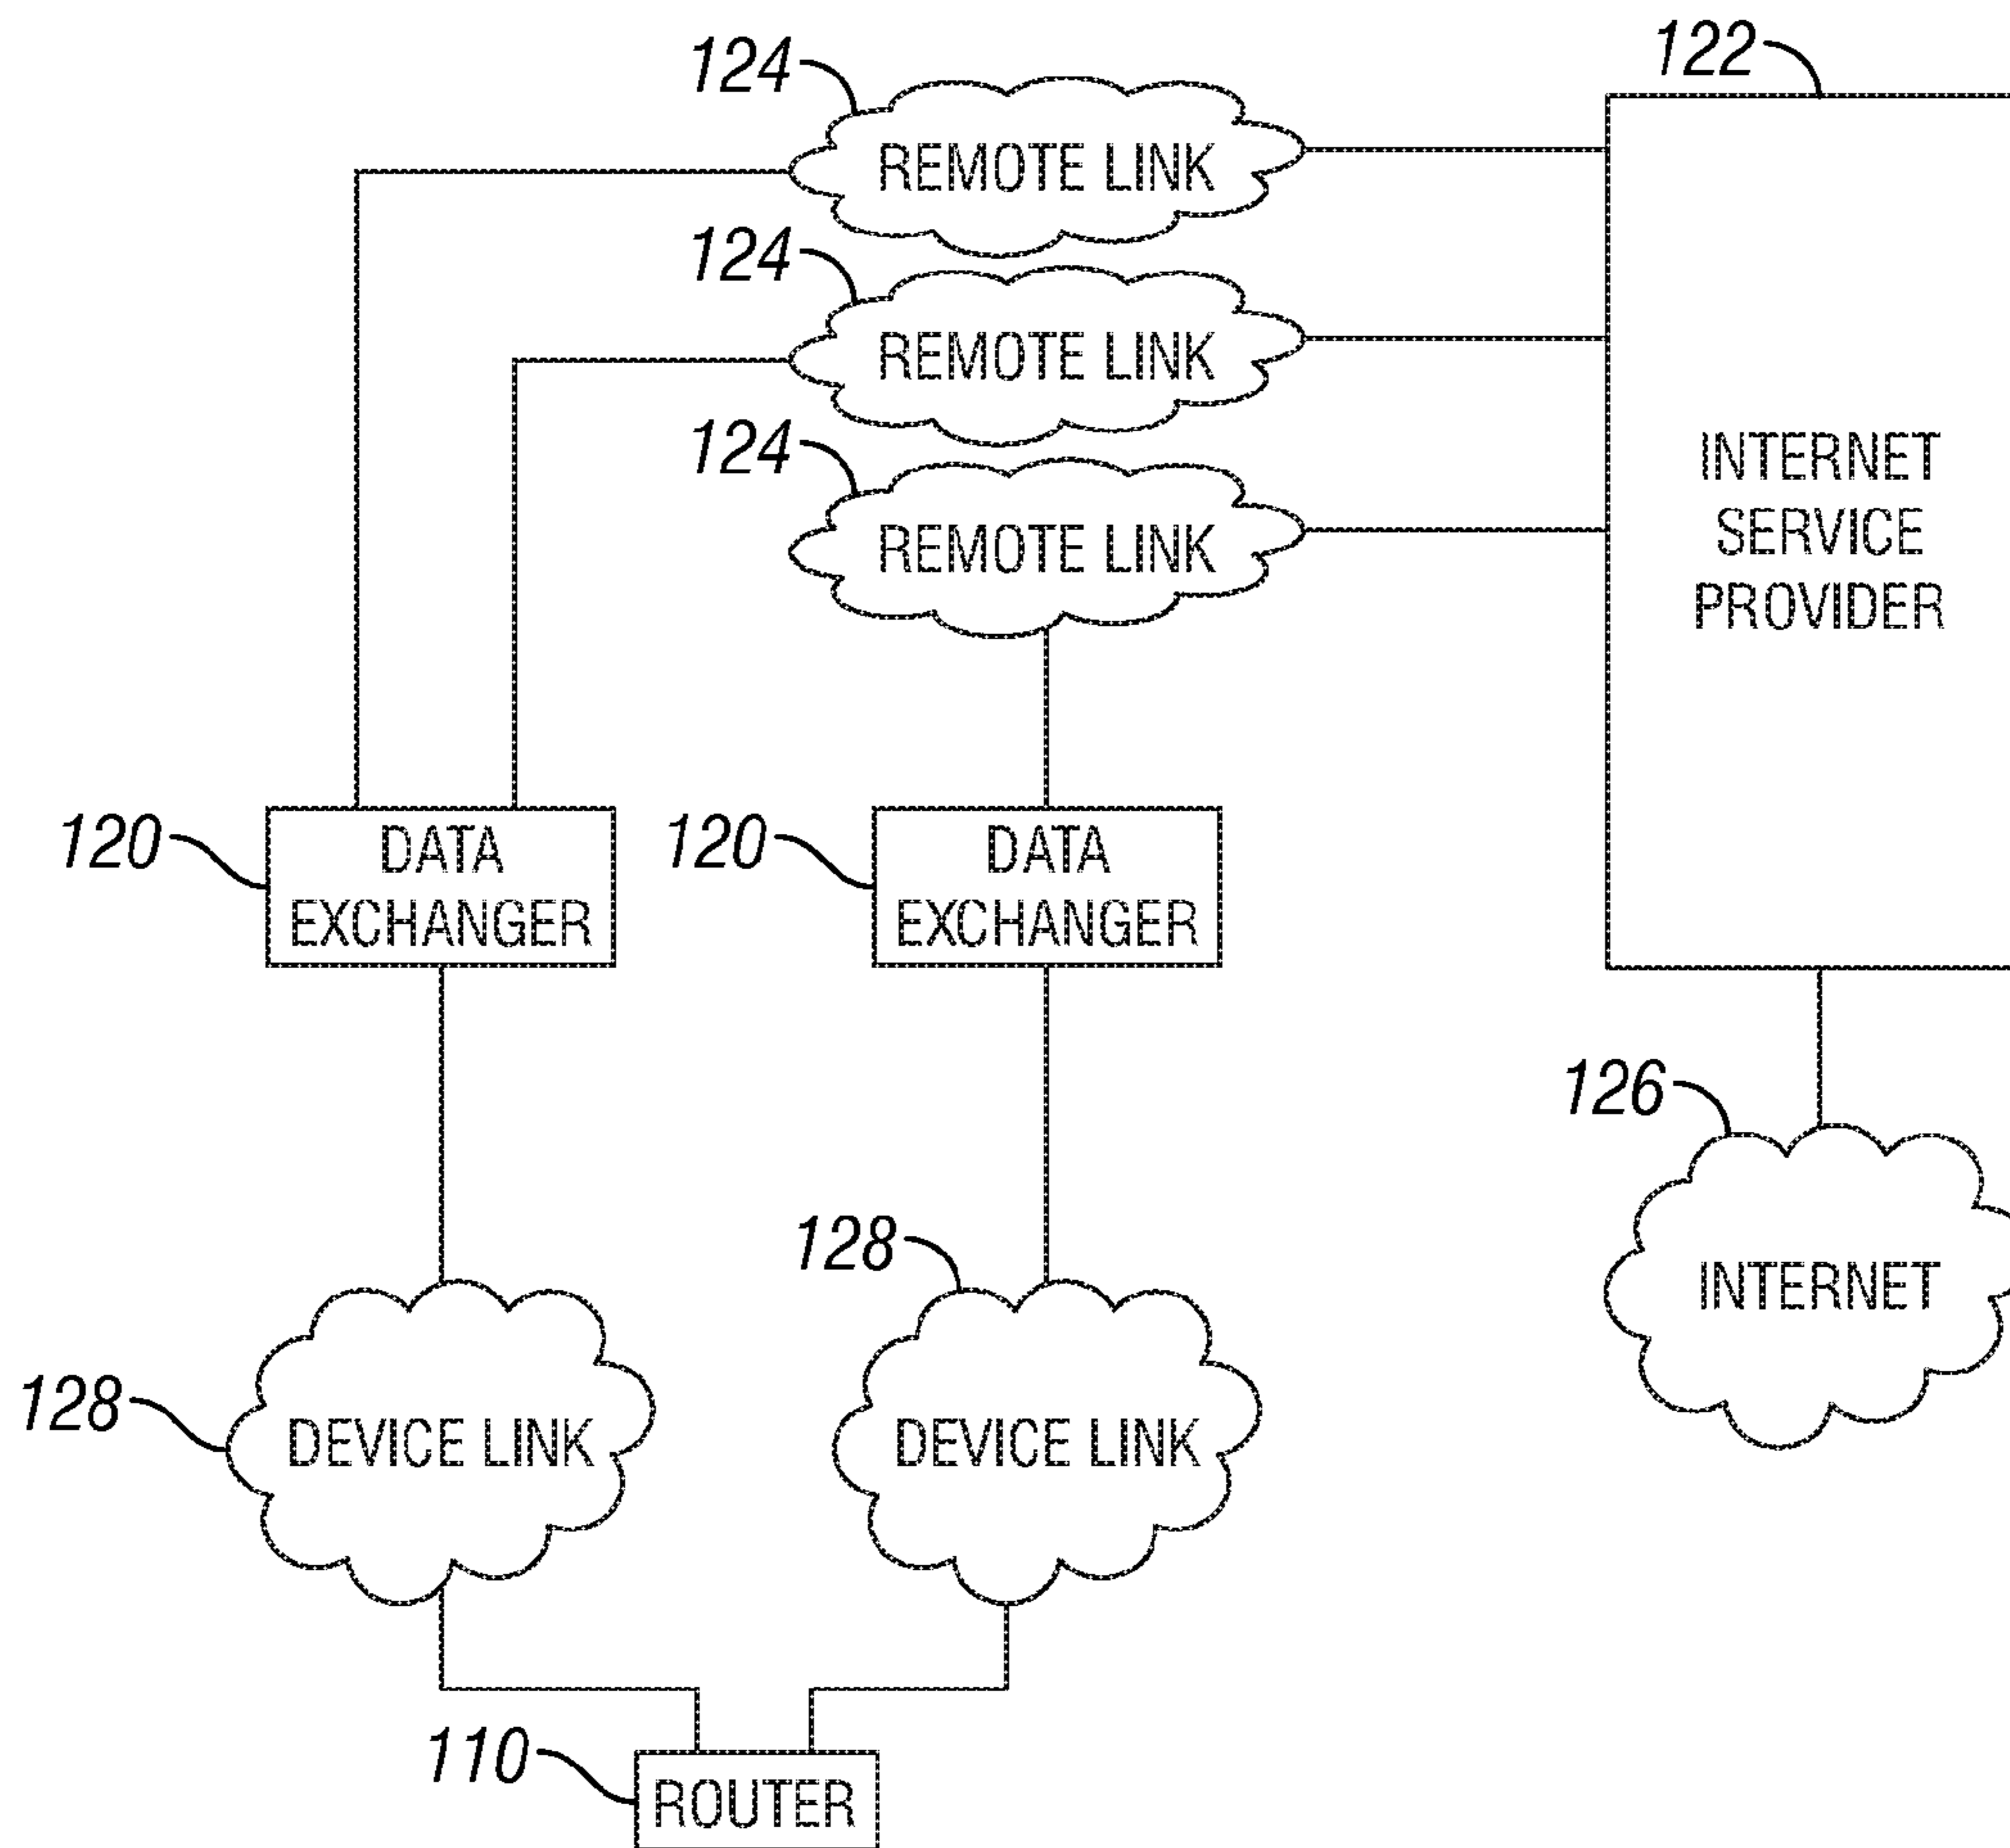 124
122
REMOTE LINK
124
REMOTE LINK
124
REMOTE LINK
INTERNET
SERVICE
PROVIDER
120
DATA
EXCHANGER
120
DATA
EXCHANGER
126
INTERNET
128
DEVICE LINK
128
DEVICE LINK
110
ROUTER